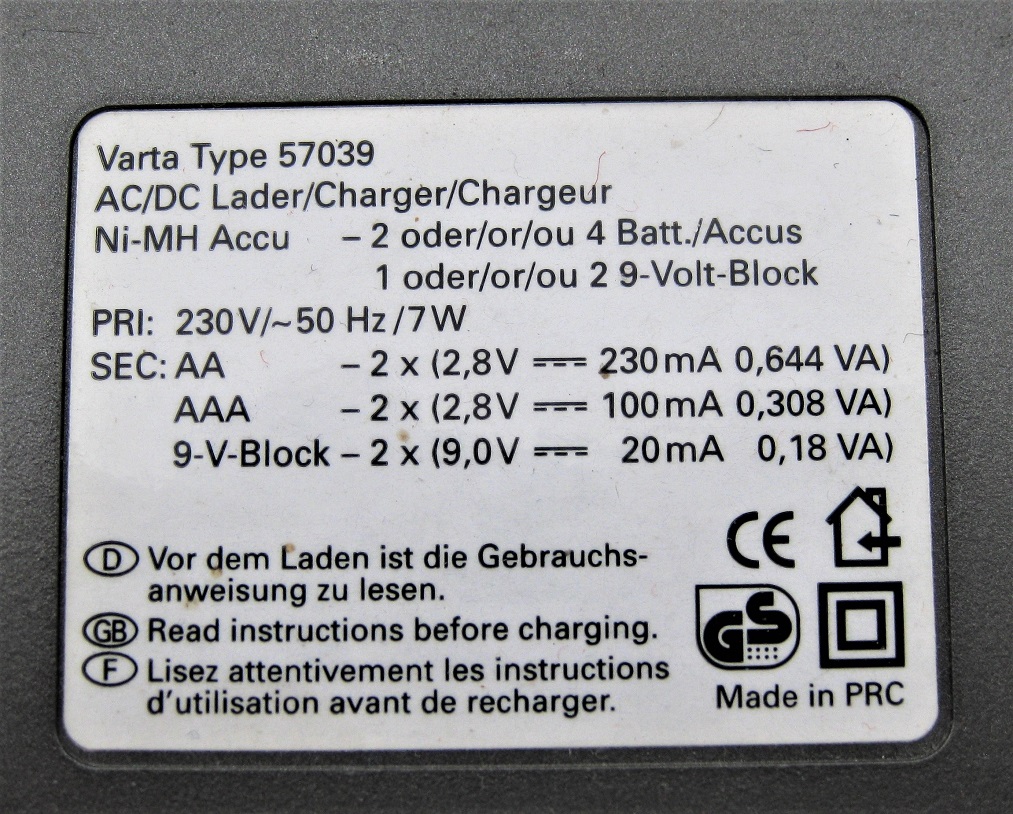 Varta Type 57039
AC/DC Lader/Charger/Chargeur
Ni-MH Accu – 2 oder/or/ou 4 Batt./Accus
1 oder/or/ou 2 9-Volt-Block
PRI: 230V/~50 Hz/7W
SEC: AA – 2 x (2,8V ⎓ 230mA 0,644 VA)
AAA – 2 x (2,8V ⎓ 100mA 0,308 VA)
9-V-Block – 2 x (9,0V ⎓ 20mA 0,18 VA)
CE
D Vor dem Laden ist die Gebrauchs-
anweisung zu lesen.
GB Read instructions before charging.
F Lisez attentivement les instructions
d'utilisation avant de recharger.
GS
Made in PRC